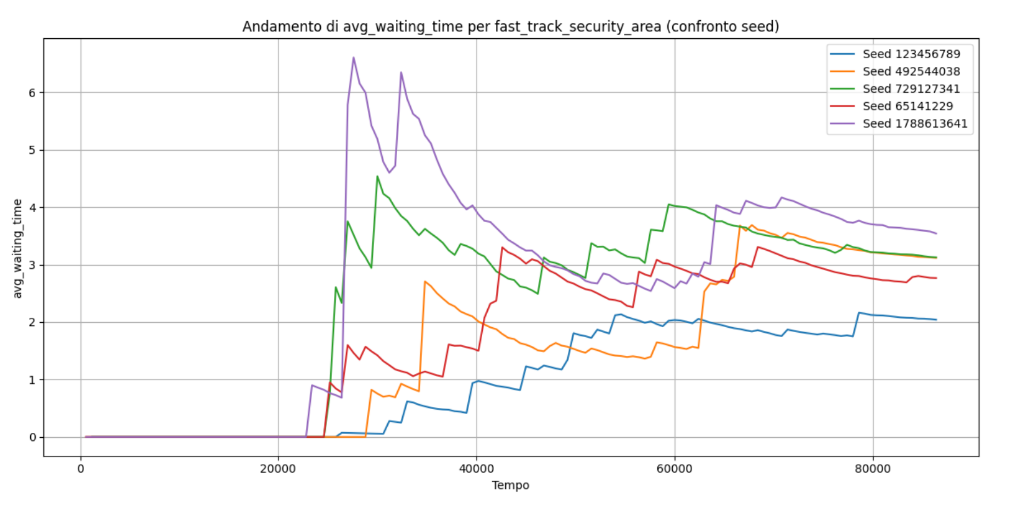 Andamento di avg_waiting_time per fast_track_security_area (confronto seed)
Seed 123456789
Seed 492544038
Seed 729127341
Seed 65141229
Seed 1788613641
avg_waiting_time
6
5
4
3
2
1
0
0 20000 40000 60000 80000
Tempo